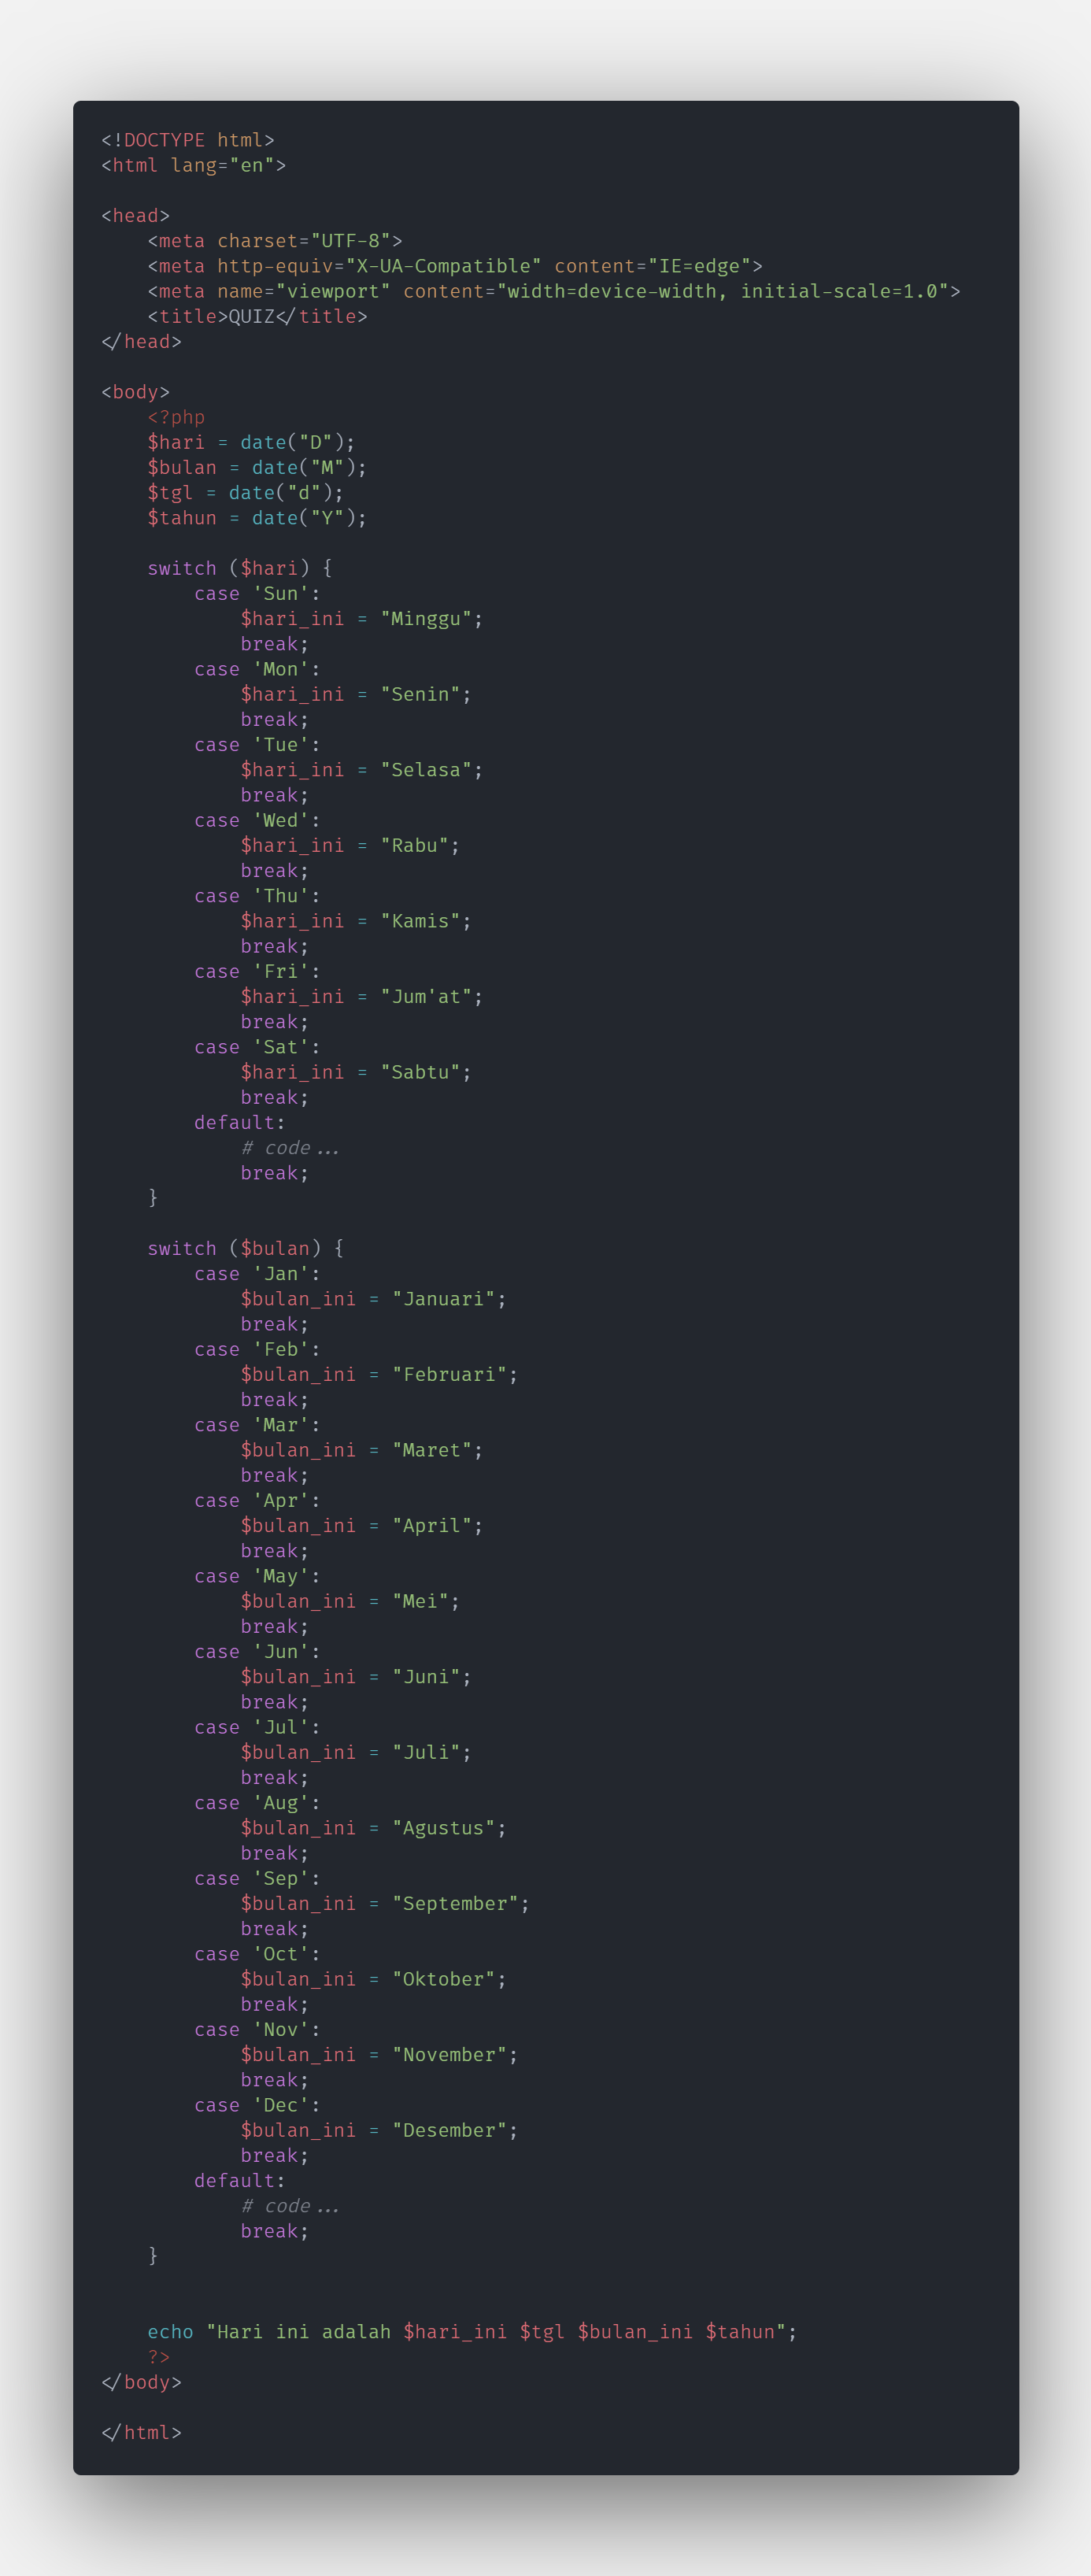 <!DOCTYPE html>
<html lang="en">

<head>
    <meta charset="UTF-8">
    <meta http-equiv="X-UA-Compatible" content="IE=edge">
    <meta name="viewport" content="width=device-width, initial-scale=1.0">
    <title>QUIZ</title>
</head>

<body>
    <?php
    $hari = date("D");
    $bulan = date("M");
    $tgl = date("d");
    $tahun = date("Y");

    switch ($hari) {
        case 'Sun':
            $hari_ini = "Minggu";
            break;
        case 'Mon':
            $hari_ini = "Senin";
            break;
        case 'Tue':
            $hari_ini = "Selasa";
            break;
        case 'Wed':
            $hari_ini = "Rabu";
            break;
        case 'Thu':
            $hari_ini = "Kamis";
            break;
        case 'Fri':
            $hari_ini = "Jum'at";
            break;
        case 'Sat':
            $hari_ini = "Sabtu";
            break;
        default:
            # code...
            break;
    }

    switch ($bulan) {
        case 'Jan':
            $bulan_ini = "Januari";
            break;
        case 'Feb':
            $bulan_ini = "Februari";
            break;
        case 'Mar':
            $bulan_ini = "Maret";
            break;
        case 'Apr':
            $bulan_ini = "April";
            break;
        case 'May':
            $bulan_ini = "Mei";
            break;
        case 'Jun':
            $bulan_ini = "Juni";
            break;
        case 'Jul':
            $bulan_ini = "Juli";
            break;
        case 'Aug':
            $bulan_ini = "Agustus";
            break;
        case 'Sep':
            $bulan_ini = "September";
            break;
        case 'Oct':
            $bulan_ini = "Oktober";
            break;
        case 'Nov':
            $bulan_ini = "November";
            break;
        case 'Dec':
            $bulan_ini = "Desember";
            break;
        default:
            # code...
            break;
    }


    echo "Hari ini adalah $hari_ini $tgl $bulan_ini $tahun";
    ?>
</body>

</html>